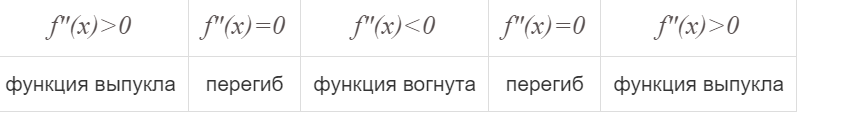 f''(x)>0 f''(x)=0 f''(x)<0 f''(x)=0 f''(x)>0
функция выпукла перегиб функция вогнута перегиб функция выпукла